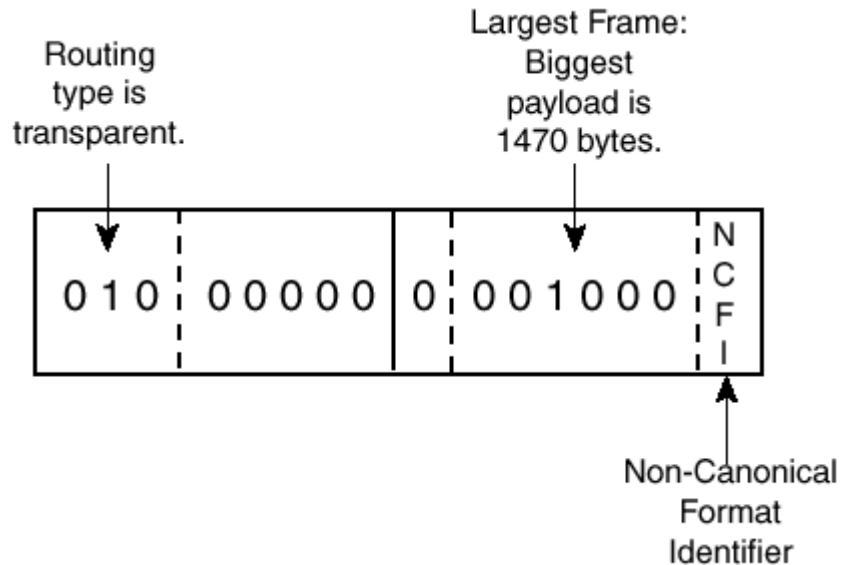 Routing
type is
transparent.
Largest Frame:
Biggest
payload is
1470 bytes.
0 1 0 0 0 0 0 0 0 0 0 1 0 0 0
N
C
F
I
Non-Canonical
Format
Identifier